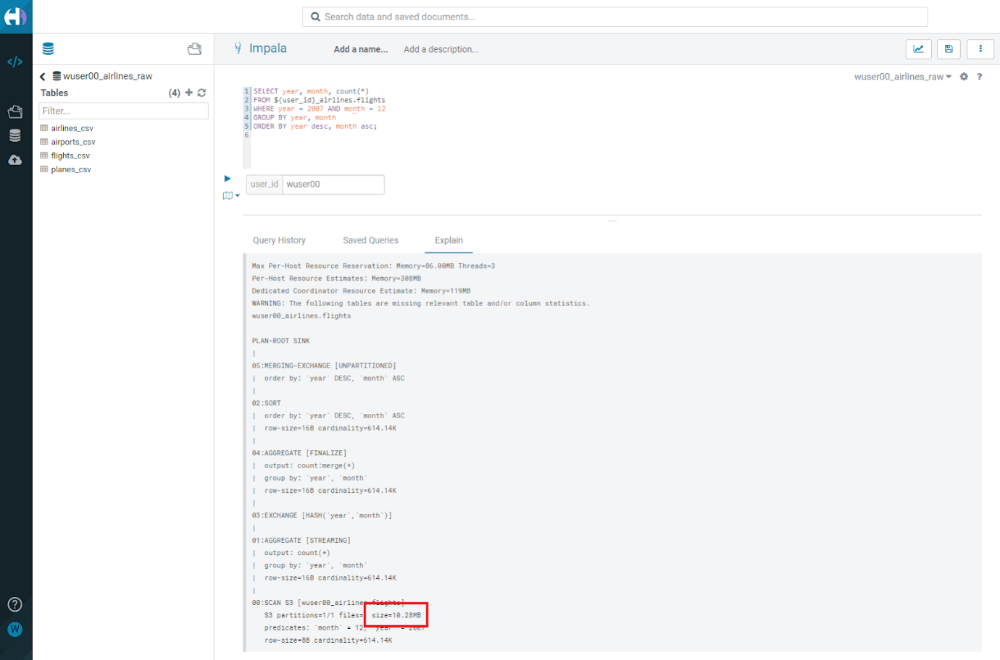 Search data and saved documents...
Impala
Add a name...
Add a description...
wuser00_airlines_raw
Tables
(4)
Filter...
airlines_csv
airports_csv
flights_csv
planes_csv
W
wuser00_airlines_raw
?
1 SELECT year, month, count(*)
2 FROM ${user_id}_airlines.flights
3 WHERE year = 2007 AND month = 12
4 GROUP BY year, month
5 ORDER BY year desc, month asc;
6
user_id
wuser00
Query History
Saved Queries
Explain
Max Per-Host Resource Reservation: Memory=86.00MB Threads=3
Per-Host Resource Estimates: Memory=308MB
Dedicated Coordinator Resource Estimate: Memory=119MB
WARNING: The following tables are missing relevant table and/or column statistics.
wuser00_airlines.flights
PLAN-ROOT SINK
|
05:MERGING-EXCHANGE [UNPARTITIONED]
| order by: `year` DESC, `month` ASC
|
02:SORT
| order by: `year` DESC, `month` ASC
| row-size=16B cardinality=614.14K
|
04:AGGREGATE [FINALIZE]
| output: count:merge(*)
| group by: `year`, `month`
| row-size=16B cardinality=614.14K
|
03:EXCHANGE [HASH(`year`,`month`)]
|
01:AGGREGATE [STREAMING]
| output: count(*)
| group by: `year`, `month`
| row-size=16B cardinality=614.14K
|
00:SCAN S3 [wuser00_airlines.flights]
S3 partitions=1/1 files= size=10.28MB
predicates: `month` = 12, `year` = 2007
row-size=8B cardinality=614.14K